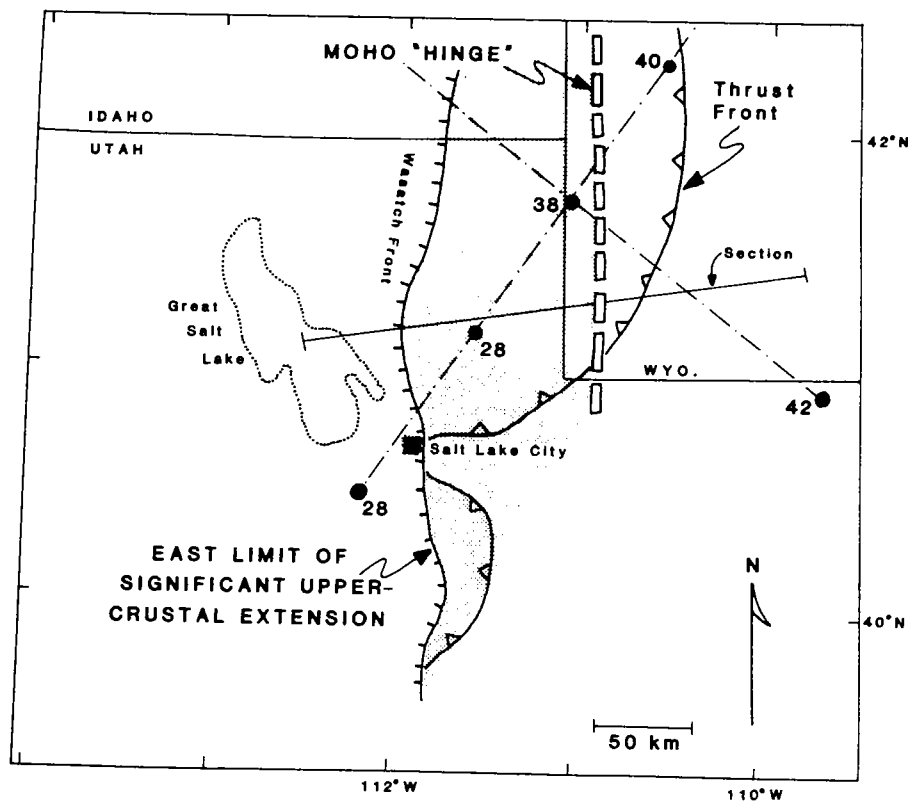 MOHO "HINGE"
40
Thrust
Front
IDAHO
UTAH
42°N
Wasatch Front
38
Section
Great
Salt
Lake
28
WYO.
42
Salt Lake City
28
EAST LIMIT OF
SIGNIFICANT UPPER-
CRUSTAL EXTENSION
N
40°N
50 km
112°W
110°W